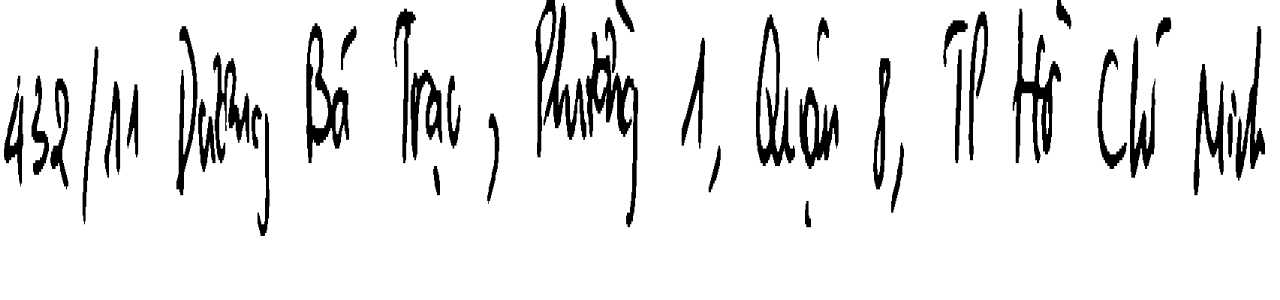 432/11 Dương Bá Trạc, Phường 1, Quận 8, TP Hồ Chí Minh